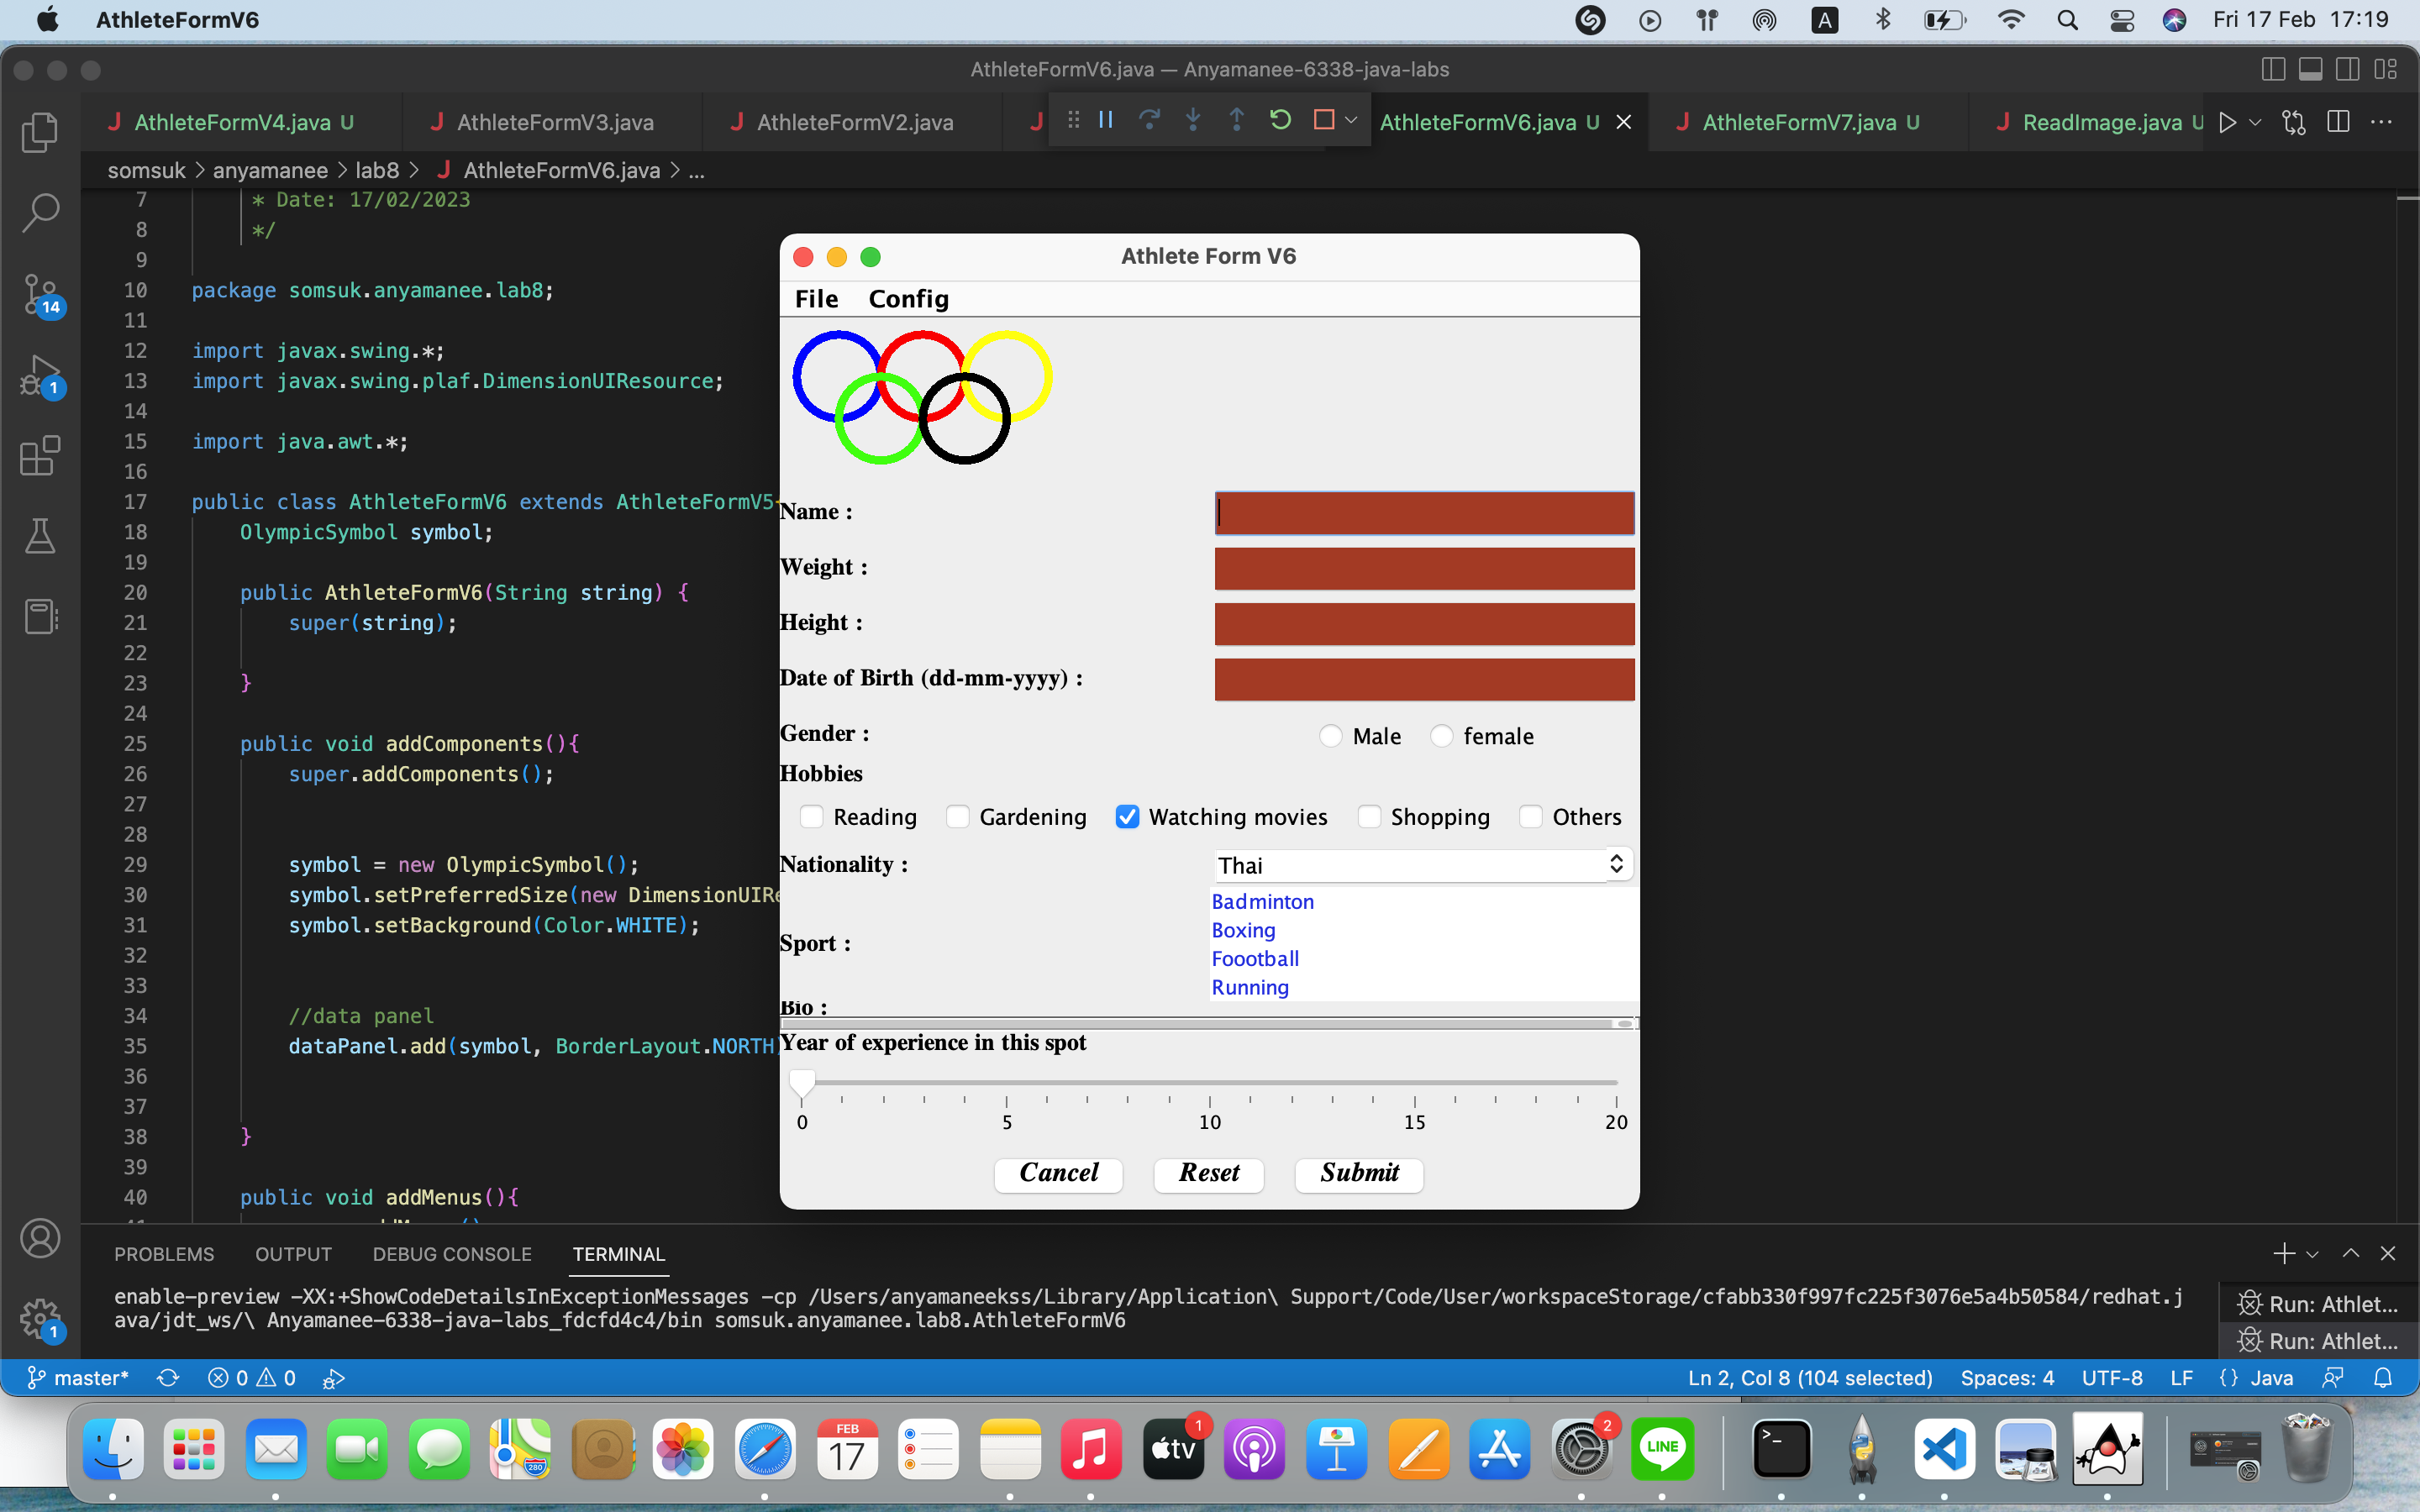 AthleteFormV6
A
Fri 17 Feb 17:19
AthleteFormV6.java — Anyamanee-6338-java-labs
J AthleteFormV4.java U
J AthleteFormV3.java
J AthleteFormV2.java
J
AthleteFormV6.java U
J AthleteFormV7.java U
J ReadImage.java U
somsuk > anyamanee > lab8 > J AthleteFormV6.java > ...
7 * Date: 17/02/2023
8 */
9
10 package somsuk.anyamanee.lab8;
11
12 import javax.swing.*;
13 import javax.swing.plaf.DimensionUIResource;
14
15 import java.awt.*;
16
17 public class AthleteFormV6 extends AthleteFormV5
18 OlympicSymbol symbol;
19
20 public AthleteFormV6(String string) {
21 super(string);
22
23 }
24
25 public void addComponents(){
26 super.addComponents();
27
28
29 symbol = new OlympicSymbol();
30 symbol.setPreferredSize(new DimensionUIRe
31 symbol.setBackground(Color.WHITE);
32
33
34 //data panel
35 dataPanel.add(symbol, BorderLayout.NORTH)
36
37
38 }
39
40 public void addMenus(){
14
1
1
Athlete Form V6
File Config
Name :
Weight :
Height :
Date of Birth (dd-mm-yyyy) :
Gender : Male female
Hobbies
Reading Gardening Watching movies Shopping Others
Nationality : Thai
Sport :
Badminton
Boxing
Foootball
Running
Bio :
Year of experience in this spot
0 5 10 15 20
Cancel Reset Submit
PROBLEMS OUTPUT DEBUG CONSOLE TERMINAL
enable-preview -XX:+ShowCodeDetailsInExceptionMessages -cp /Users/anyamaneekss/Library/Application\ Support/Code/User/workspaceStorage/cfabb330f997fc225f3076e5a4b50584/redhat.j
ava/jdt_ws/\ Anyamanee-6338-java-labs_fdcfd4c4/bin somsuk.anyamanee.lab8.AthleteFormV6
Run: Athlet...
Run: Athlet...
master* 0 0
Ln 2, Col 8 (104 selected) Spaces: 4 UTF-8 LF {} Java
280
FEB
17
tv
1
2
LINE
>_